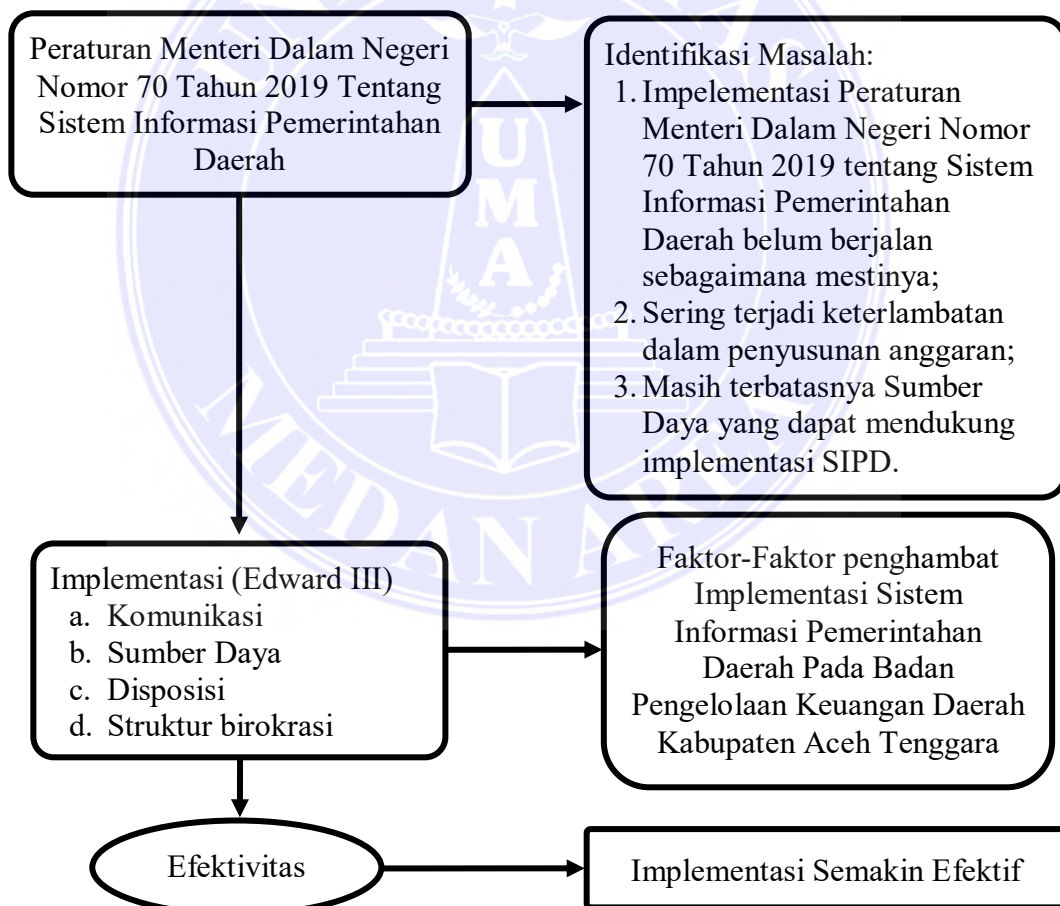 Peraturan Menteri Dalam Negeri
Nomor 70 Tahun 2019 Tentang
Sistem Informasi Pemerintahan
Daerah
Identifikasi Masalah:
1. Impelementasi Peraturan
Menteri Dalam Negeri Nomor
70 Tahun 2019 tentang Sistem
Informasi Pemerintahan
Daerah belum berjalan
sebagaimana mestinya;
2. Sering terjadi keterlambatan
dalam penyusunan anggaran;
3. Masih terbatasnya Sumber
Daya yang dapat mendukung
implementasi SIPD.
UMA
MEDAN AREA
Implementasi (Edward III)
a. Komunikasi
b. Sumber Daya
c. Disposisi
d. Struktur birokrasi
Faktor-Faktor penghambat
Implementasi Sistem
Informasi Pemerintahan
Daerah Pada Badan
Pengelolaan Keuangan Daerah
Kabupaten Aceh Tenggara
Efektivitas
Implementasi Semakin Efektif